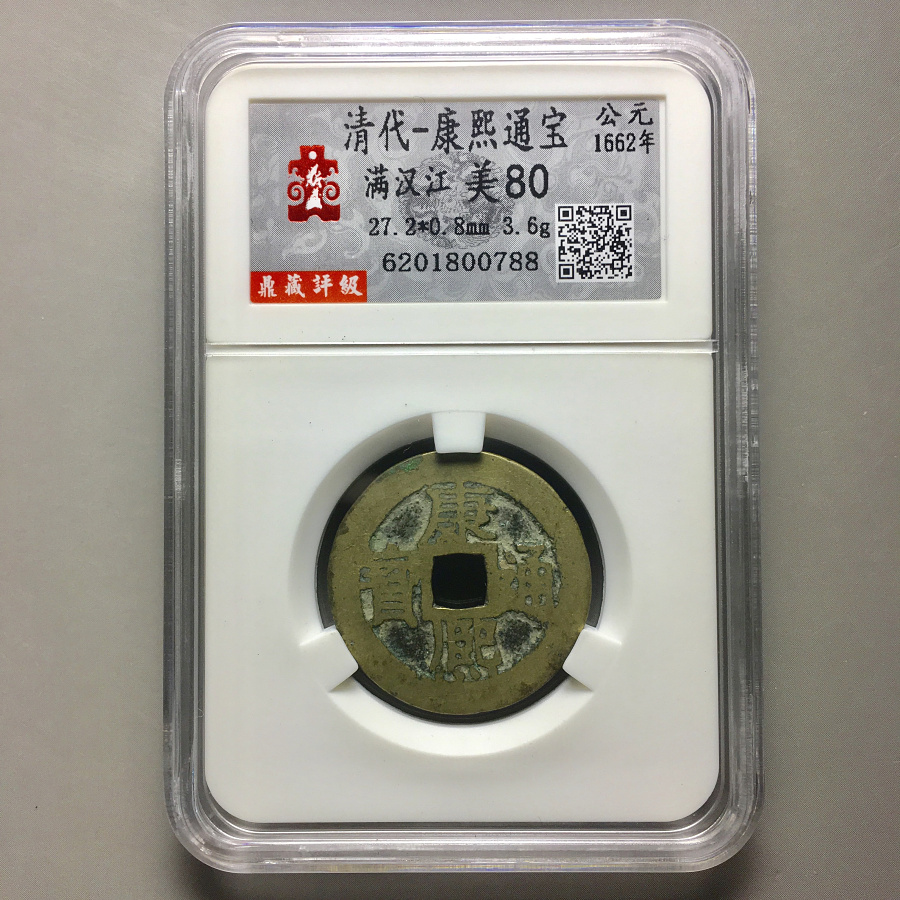 清代-康熙通宝
公元
1662年
满汉江 美80
27.2*0.8mm 3.6g
6201800788
鼎藏評級
康熙通寳